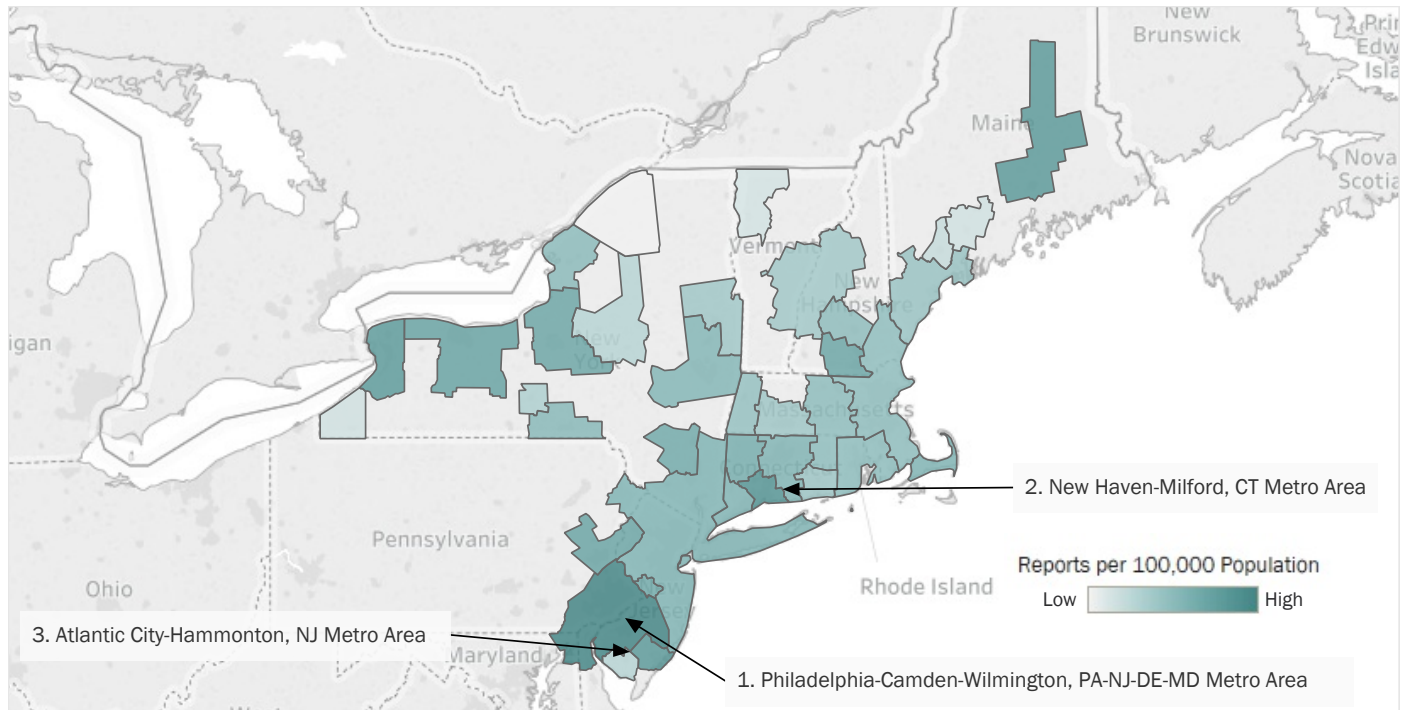 New
Brunswick
Maine
Nova
Vermont
New
Hampshire
igan
New
York
Massachusetts
Connecticut
2. New Haven-Milford, CT Metro Area
Pennsylvania
Reports per 100,000 Population
Ohio
Rhode Island
Low
High
New
Jersey
3. Atlantic City-Hammonton, NJ Metro Area
Maryland
1. Philadelphia-Camden-Wilmington, PA-NJ-DE-MD Metro Area